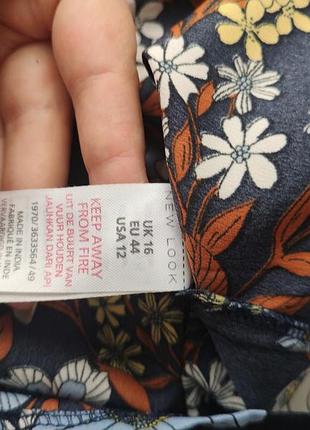 NEW LOOK
UK 16
EU 44
USA 12
KEEP AWAY
FROM FIRE
UIT DE BUURT VAN
VUUR HOUDEN
JAUHKAN DARI API
1970/3633564/49
MADE IN INDIA
FABRIQUÉ EN INDE